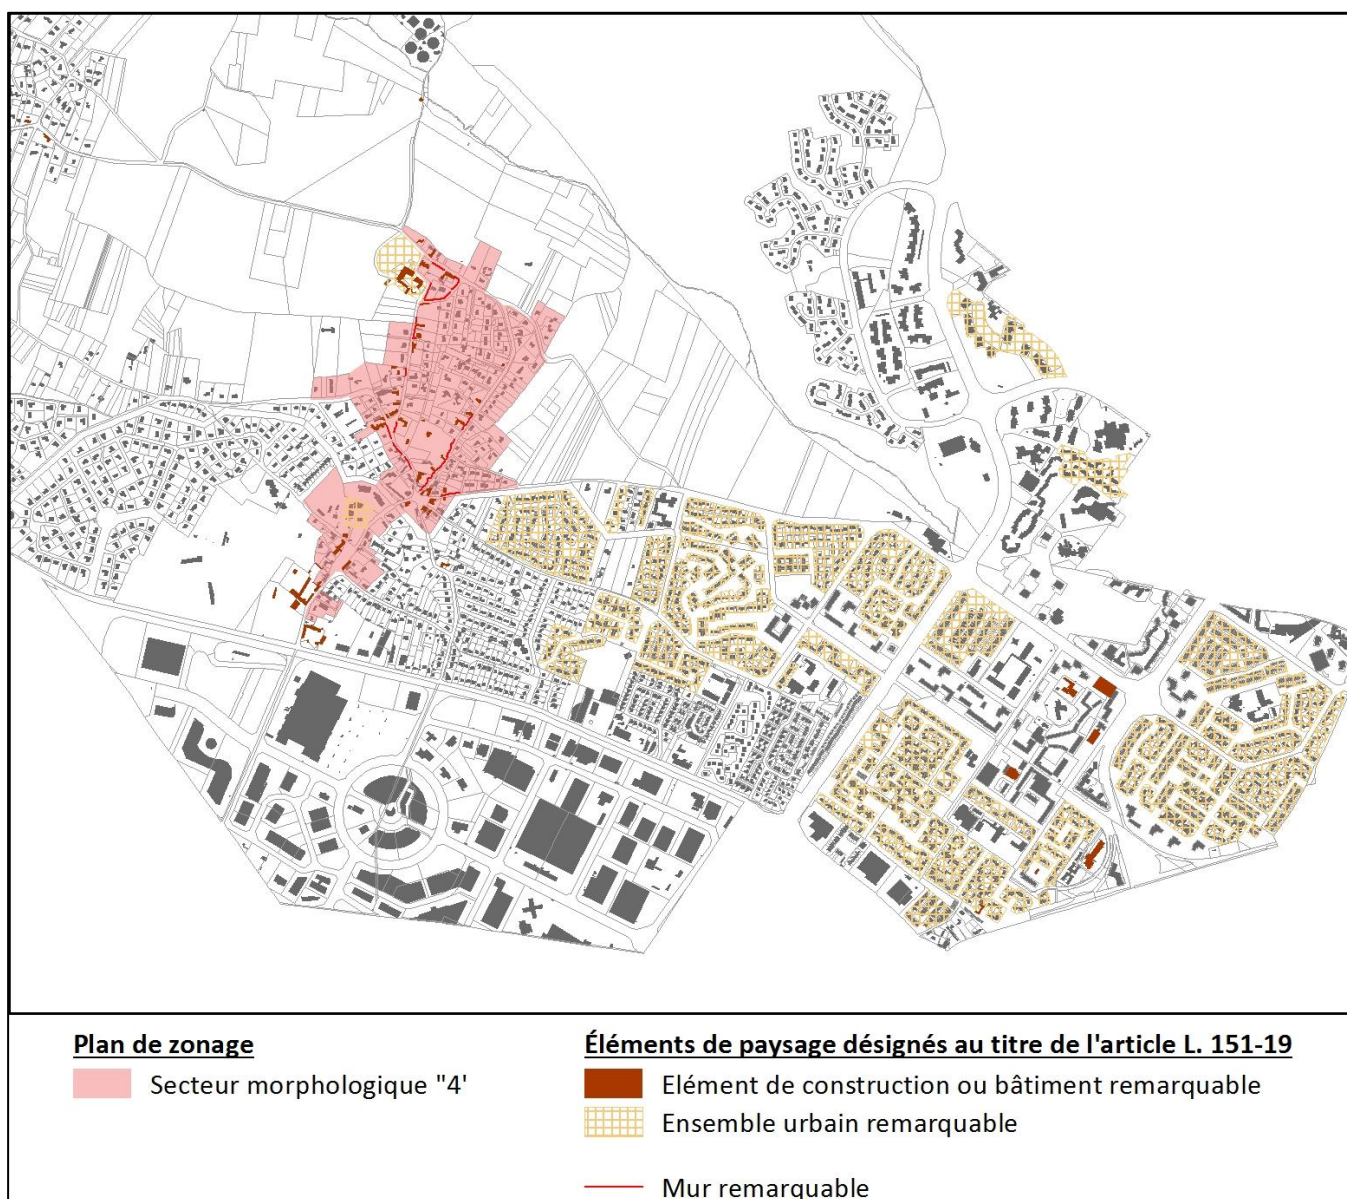 Plan de zonage
Secteur morphologique "4'
Éléments de paysage désignés au titre de l'article L. 151-19
Elément de construction ou bâtiment remarquable
Ensemble urbain remarquable
Mur remarquable